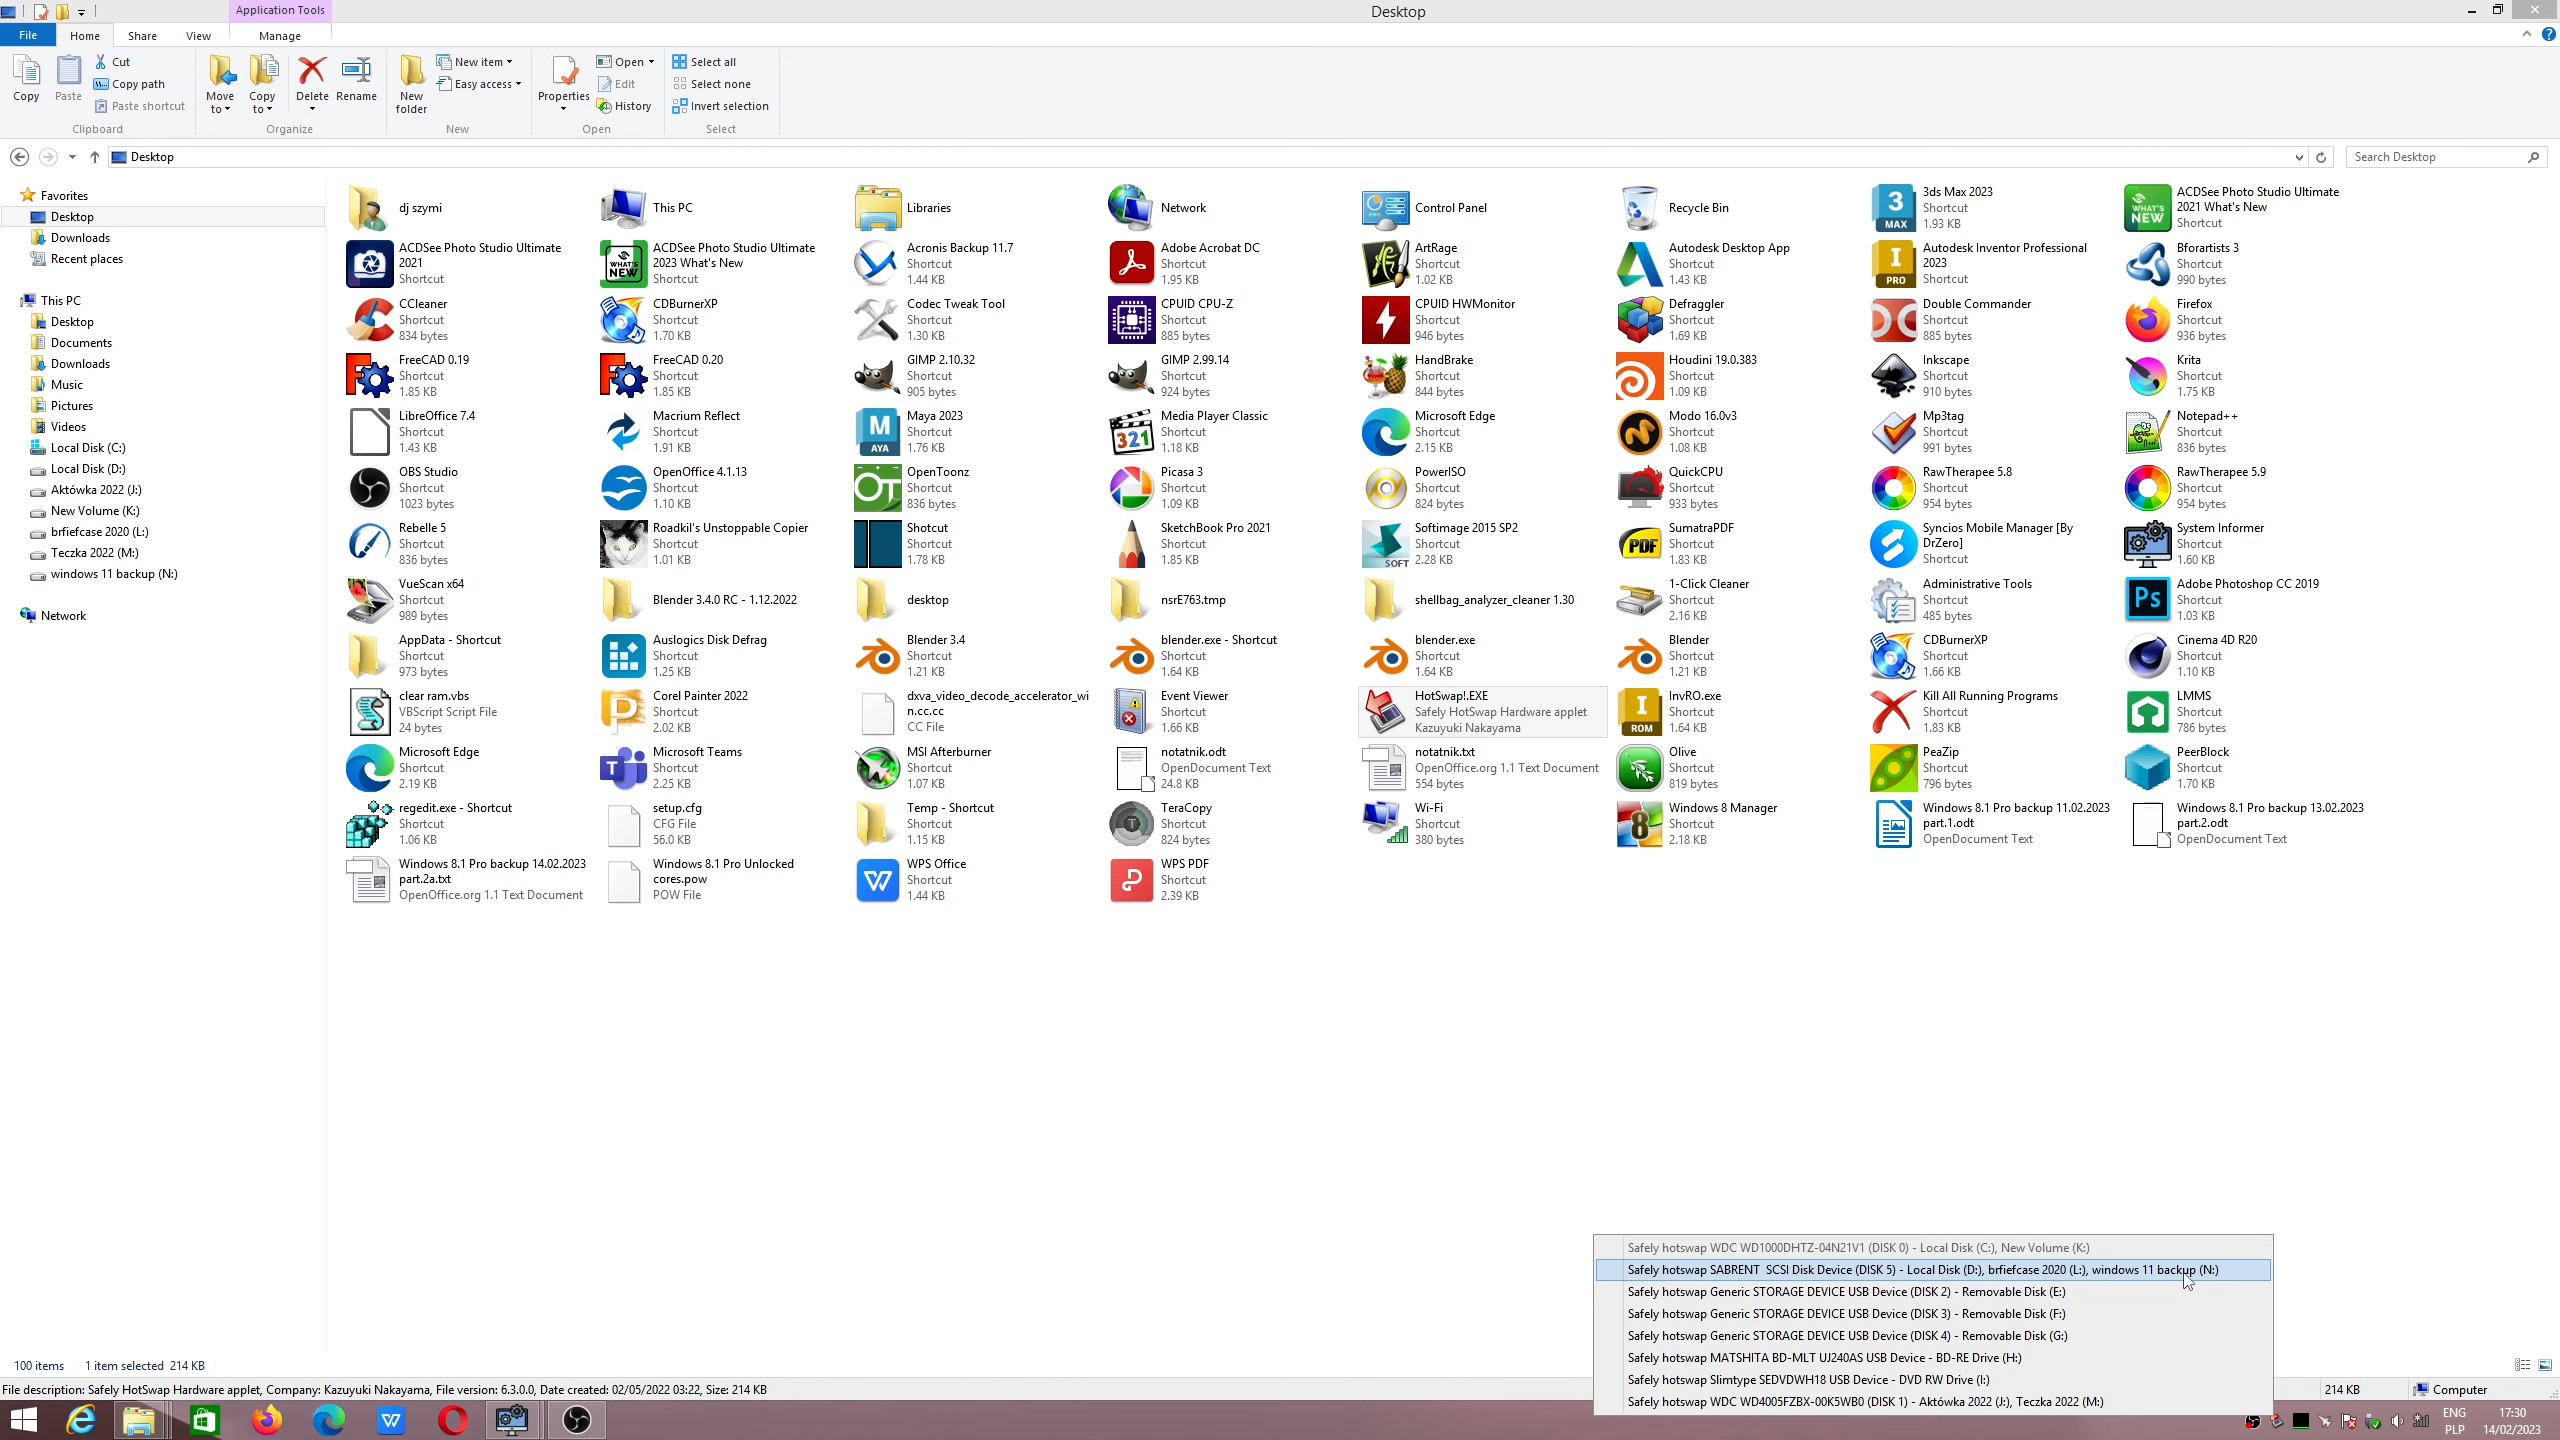 Application Tools
Desktop
File
Home
Share
View
Manage
Copy
Paste
Cut
Copy path
Paste shortcut
Clipboard
Move to
Copy to
Delete
Rename
Organize
New folder
New item
Easy access
New
Properties
Open
Edit
History
Open
Select all
Select none
Invert selection
Select
Desktop
Search Desktop
Favorites
Desktop
Downloads
Recent places
This PC
Desktop
Documents
Downloads
Music
Pictures
Videos
Local Disk (C:)
Local Disk (D:)
Aktówka 2022 (J:)
New Volume (K:)
brfiefcase 2020 (L:)
Teczka 2022 (M:)
windows 11 backup (N:)
Network
dj szymi
This PC
Libraries
Network
Control Panel
Recycle Bin
3ds Max 2023
Shortcut
1.93 KB
ACDSee Photo Studio Ultimate
2021 What's New
Shortcut
ACDSee Photo Studio Ultimate
2021
Shortcut
ACDSee Photo Studio Ultimate
2023 What's New
Shortcut
Acronis Backup 11.7
Shortcut
1.44 KB
Adobe Acrobat DC
Shortcut
1.95 KB
ArtRage
Shortcut
1.02 KB
Autodesk Desktop App
Shortcut
1.43 KB
Autodesk Inventor Professional
2023
Shortcut
Bforartists 3
Shortcut
990 bytes
CCleaner
Shortcut
834 bytes
CDBurnerXP
Shortcut
1.70 KB
Codec Tweak Tool
Shortcut
1.30 KB
CPUID CPU-Z
Shortcut
885 bytes
CPUID HWMonitor
Shortcut
946 bytes
Defraggler
Shortcut
1.69 KB
Double Commander
Shortcut
885 bytes
Firefox
Shortcut
936 bytes
FreeCAD 0.19
Shortcut
1.85 KB
FreeCAD 0.20
Shortcut
1.85 KB
GIMP 2.10.32
Shortcut
905 bytes
GIMP 2.99.14
Shortcut
924 bytes
HandBrake
Shortcut
844 bytes
Houdini 19.0.383
Shortcut
1.09 KB
Inkscape
Shortcut
910 bytes
Krita
Shortcut
1.75 KB
LibreOffice 7.4
Shortcut
1.43 KB
Macrium Reflect
Shortcut
1.91 KB
Maya 2023
Shortcut
1.76 KB
Media Player Classic
Shortcut
1.18 KB
Microsoft Edge
Shortcut
2.15 KB
Modo 16.0v3
Shortcut
1.08 KB
Mp3tag
Shortcut
991 bytes
Notepad++
Shortcut
836 bytes
OBS Studio
Shortcut
1023 bytes
OpenOffice 4.1.13
Shortcut
1.10 KB
OpenToonz
Shortcut
836 bytes
Picasa 3
Shortcut
1.09 KB
PowerISO
Shortcut
824 bytes
QuickCPU
Shortcut
933 bytes
RawTherapee 5.8
Shortcut
954 bytes
RawTherapee 5.9
Shortcut
954 bytes
Rebelle 5
Shortcut
836 bytes
Roadkil's Unstoppable Copier
Shortcut
1.01 KB
Shotcut
Shortcut
1.78 KB
SketchBook Pro 2021
Shortcut
1.85 KB
Softimage 2015 SP2
Shortcut
2.28 KB
SumatraPDF
Shortcut
1.83 KB
Syncios Mobile Manager [By
DrZero]
Shortcut
System Informer
Shortcut
1.60 KB
VueScan x64
Shortcut
989 bytes
Blender 3.4.0 RC - 1.12.2022
desktop
nsrE763.tmp
shellbag_analyzer_cleaner 1.30
1-Click Cleaner
Shortcut
2.16 KB
Administrative Tools
Shortcut
485 bytes
Adobe Photoshop CC 2019
Shortcut
1.03 KB
AppData - Shortcut
Shortcut
973 bytes
Auslogics Disk Defrag
Shortcut
1.25 KB
Blender 3.4
Shortcut
1.21 KB
blender.exe - Shortcut
Shortcut
1.64 KB
blender.exe
Shortcut
1.64 KB
Blender
Shortcut
1.21 KB
CDBurnerXP
Shortcut
1.66 KB
Cinema 4D R20
Shortcut
1.10 KB
clear ram.vbs
VBScript Script File
24 bytes
Corel Painter 2022
Shortcut
2.02 KB
dxva_video_decode_accelerator_wi
n.cc.cc
CC File
Event Viewer
Shortcut
1.66 KB
HotSwap!.EXE
Safely HotSwap Hardware applet
Kazuyuki Nakayama
InvRO.exe
Shortcut
1.64 KB
Kill All Running Programs
Shortcut
1.83 KB
LMMS
Shortcut
786 bytes
Microsoft Edge
Shortcut
2.19 KB
Microsoft Teams
Shortcut
2.25 KB
MSI Afterburner
Shortcut
1.07 KB
notatnik.odt
OpenDocument Text
24.8 KB
notatnik.txt
OpenOffice.org 1.1 Text Document
554 bytes
Olive
Shortcut
819 bytes
PeaZip
Shortcut
796 bytes
PeerBlock
Shortcut
1.70 KB
regedit.exe - Shortcut
Shortcut
1.06 KB
setup.cfg
CFG File
56.0 KB
Temp - Shortcut
Shortcut
1.15 KB
TeraCopy
Shortcut
824 bytes
Wi-Fi
Shortcut
380 bytes
Windows 8 Manager
Shortcut
2.18 KB
Windows 8.1 Pro backup 11.02.2023
part.1.odt
OpenDocument Text
Windows 8.1 Pro backup 13.02.2023
part.2.odt
OpenDocument Text
Windows 8.1 Pro backup 14.02.2023
part.2a.txt
OpenOffice.org 1.1 Text Document
Windows 8.1 Pro Unlocked
cores.pow
POW File
WPS Office
Shortcut
1.44 KB
WPS PDF
Shortcut
2.39 KB
Safely hotswap WDC WD1000DHTZ-04N21V1 (DISK 0) - Local Disk (C:), New Volume (K:)
Safely hotswap SABRENT  SCSI Disk Device (DISK 5) - Local Disk (D:), brfiefcase 2020 (L:), windows 11 backup (N:)
Safely hotswap Generic STORAGE DEVICE USB Device (DISK 2) - Removable Disk (E:)
Safely hotswap Generic STORAGE DEVICE USB Device (DISK 3) - Removable Disk (F:)
Safely hotswap Generic STORAGE DEVICE USB Device (DISK 4) - Removable Disk (G:)
Safely hotswap MATSHITA BD-MLT UJ240AS USB Device - BD-RE Drive (H:)
Safely hotswap Slimtype SEDVDWH18 USB Device - DVD RW Drive (I:)
Safely hotswap WDC WD4005FZBX-00K5WB0 (DISK 1) - Aktówka 2022 (J:), Teczka 2022 (M:)
100 items
1 item selected 214 KB
File description: Safely HotSwap Hardware applet, Company: Kazuyuki Nakayama, File version: 6.3.0.0, Date created: 02/05/2022 03:22, Size: 214 KB
214 KB
Computer
ENG
PLP
17:30
14/02/2023